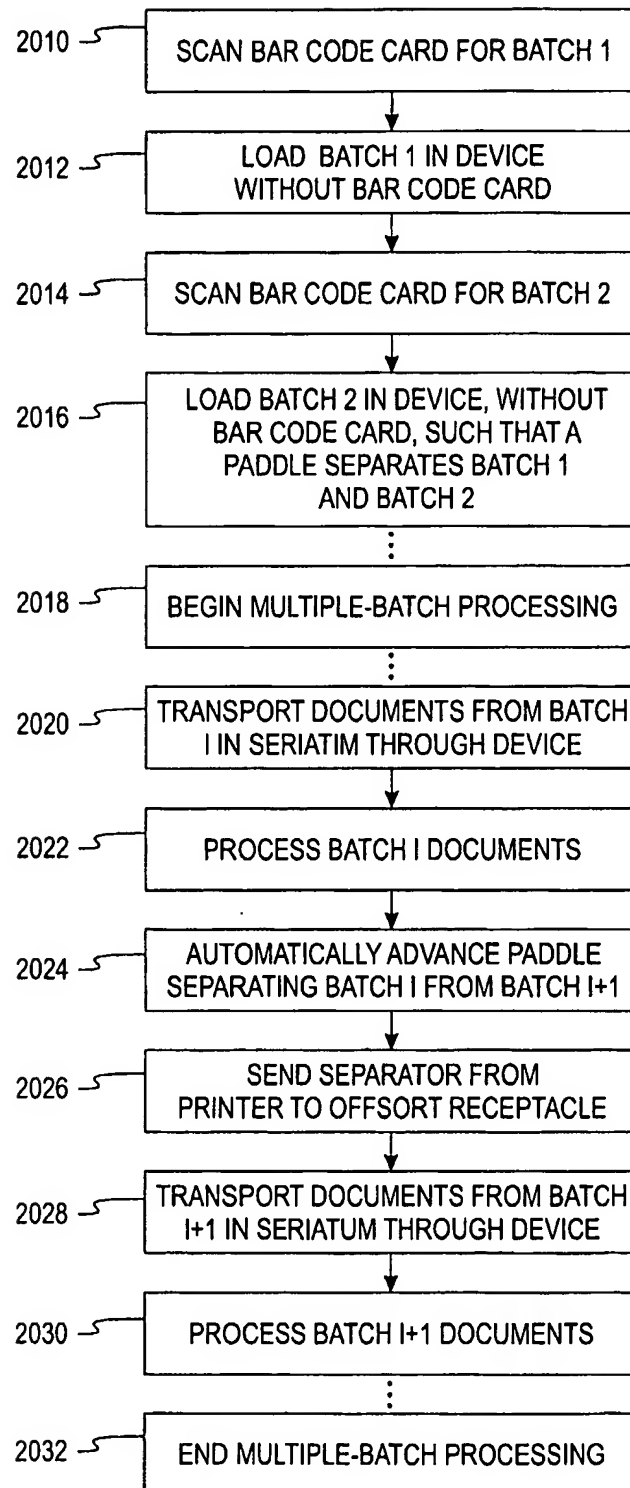 2010
SCAN BAR CODE CARD FOR BATCH 1
2012
LOAD BATCH 1 IN DEVICE
WITHOUT BAR CODE CARD
2014
SCAN BAR CODE CARD FOR BATCH 2
2016
LOAD BATCH 2 IN DEVICE, WITHOUT
BAR CODE CARD, SUCH THAT A
PADDLE SEPARATES BATCH 1
AND BATCH 2
2018
BEGIN MULTIPLE-BATCH PROCESSING
2020
TRANSPORT DOCUMENTS FROM BATCH
I IN SERIATIM THROUGH DEVICE
2022
PROCESS BATCH I DOCUMENTS
2024
AUTOMATICALLY ADVANCE PADDLE
SEPARATING BATCH I FROM BATCH I+1
2026
SEND SEPARATOR FROM
PRINTER TO OFFSORT RECEPTACLE
2028
TRANSPORT DOCUMENTS FROM BATCH
I+1 IN SERIATUM THROUGH DEVICE
2030
PROCESS BATCH I+1 DOCUMENTS
2032
END MULTIPLE-BATCH PROCESSING